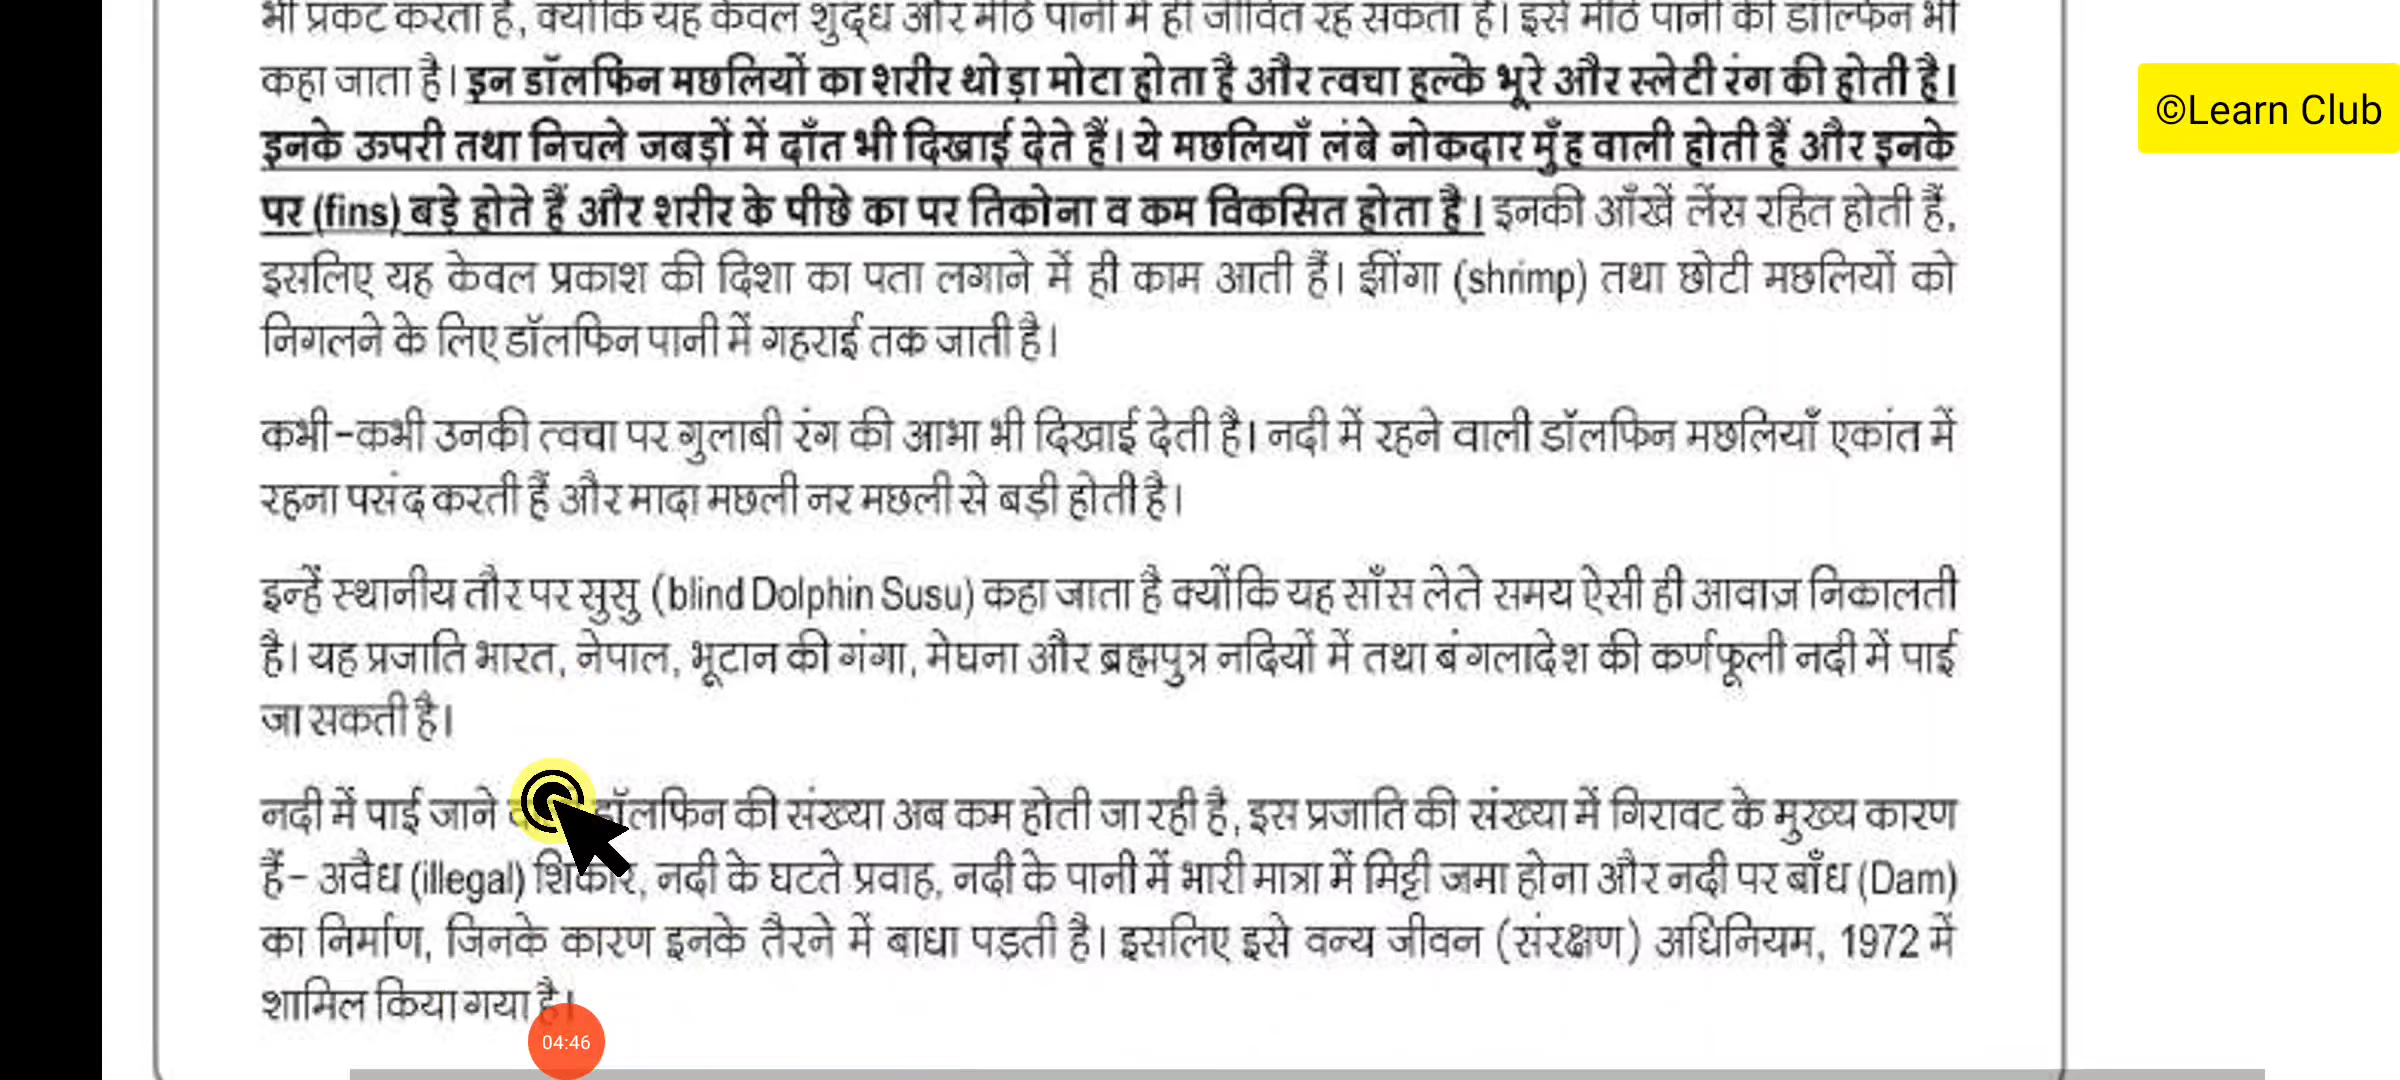 भी प्रकट करता है, क्योंकि यह केवल शुद्ध और मीठे पानी में ही जीवित रह सकता है। इसे मीठे पानी की डॉल्फिन भी
कहा जाता है। इन डॉलफिन मछलियों का शरीर थोड़ा मोटा होता है और त्वचा हल्के भूरे और स्लेटी रंग की होती है।
©Learn Club
इनके ऊपरी तथा निचले जबड़ों में दाँत भी दिखाई देते हैं। ये मछलियाँ लंबे नोकदार मुँह वाली होती हैं और इनके
पर (fins) बड़े होते हैं और शरीर के पीछे का पर तिकोना व कम विकसित होता है। इनकी आँखें लेंस रहित होती हैं,
इसलिए यह केवल प्रकाश की दिशा का पता लगाने में ही काम आती हैं। झींगा (shrimp) तथा छोटी मछलियों को
निगलने के लिए डॉलफिन पानी में गहराई तक जाती है।
कभी-कभी उनकी त्वचा पर गुलाबी रंग की आभा भी दिखाई देती है। नदी में रहने वाली डॉलफिन मछलियाँ एकांत में
रहना पसंद करती हैं और मादा मछली नर मछली से बड़ी होती है।
इन्हें स्थानीय तौर पर सुसु (blind Dolphin Susu) कहा जाता है क्योंकि यह साँस लेते समय ऐसी ही आवाज़ निकालती
है। यह प्रजाति भारत, नेपाल, भूटान की गंगा, मेघना और ब्रह्मपुत्र नदियों में तथा बंगलादेश की कर्णफूली नदी में पाई
जा सकती है।
नदी में पाई जाने डॉलफिन की संख्या अब कम होती जा रही है, इस प्रजाति की संख्या में गिरावट के मुख्य कारण
हैं- अवैध (illegal) शिकार, नदी के घटते प्रवाह, नदी के पानी में भारी मात्रा में मिट्टी जमा होना और नदी पर बाँध (Dam)
का निर्माण, जिनके कारण इनके तैरने में बाधा पड़ती है। इसलिए इसे वन्य जीवन (संरक्षण) अधिनियम, 1972 में
शामिल किया गया है।
04:46